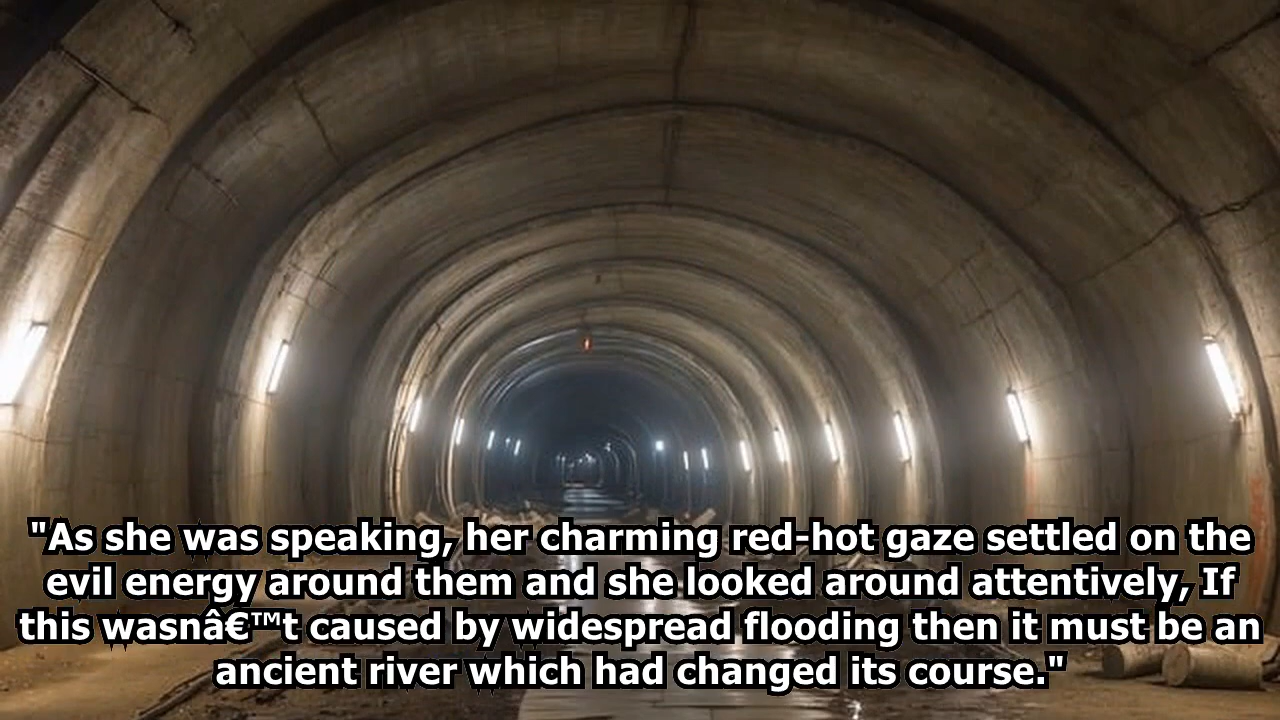 "As she was speaking, her charming red-hot gaze settled on the
evil energy around them and she looked around attentively, If
this wasnâ€™t caused by widespread flooding then it must be an
ancient river which had changed its course."